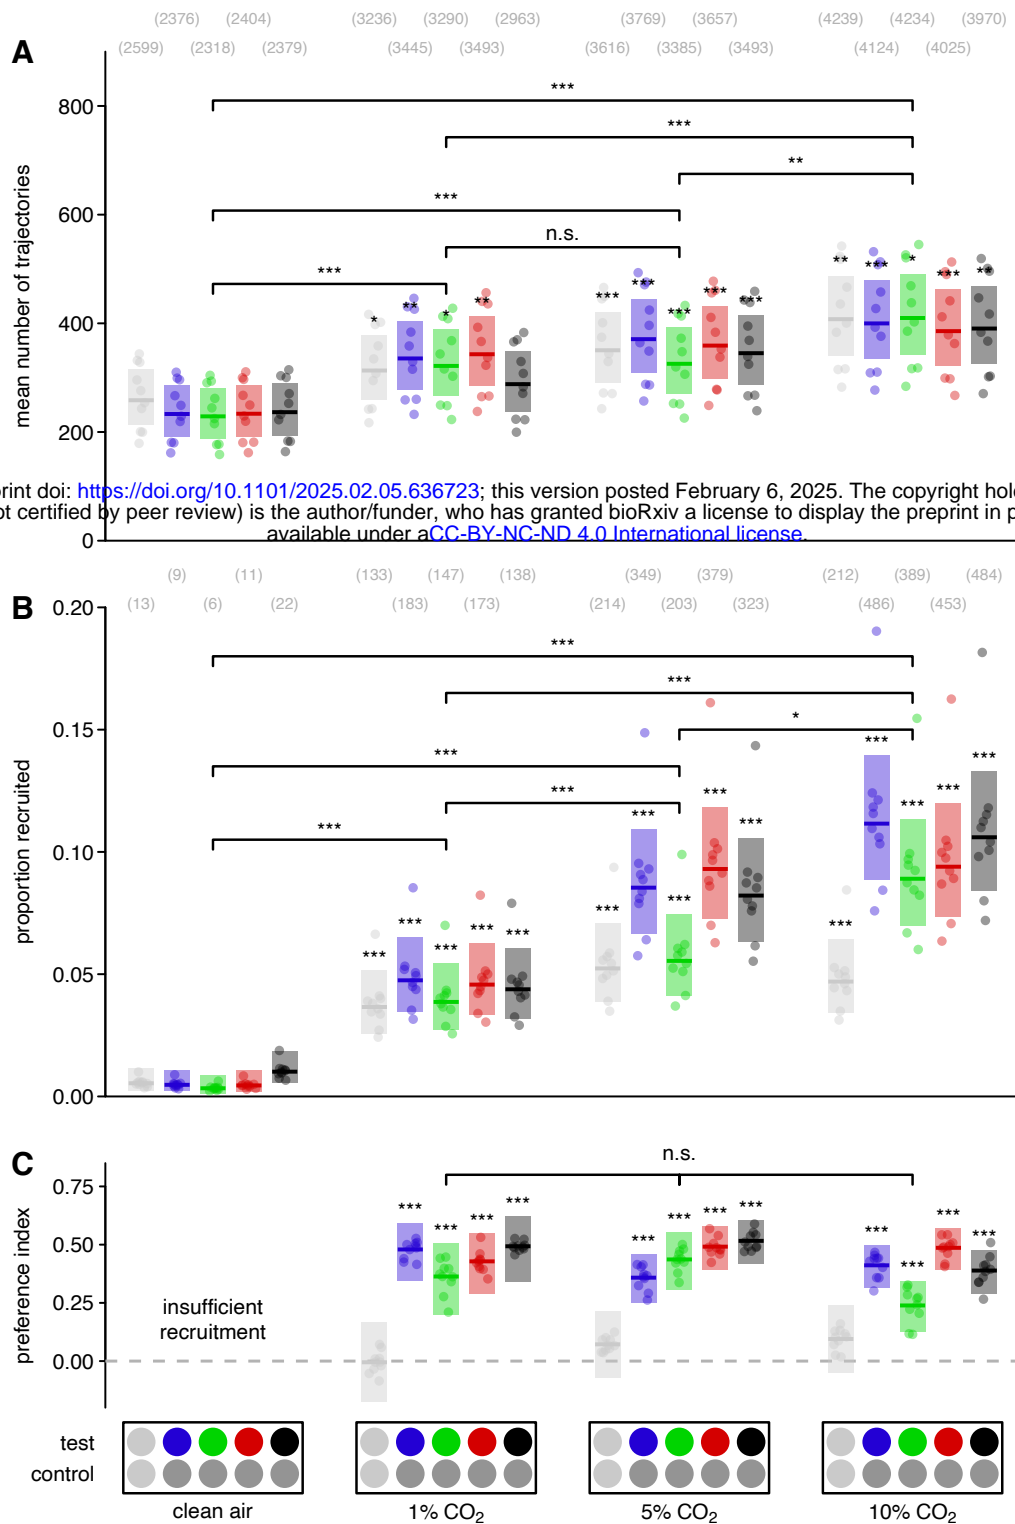 (2376) (2404) (3236) (3290) (2963) (3769) (3657) (4239) (4234) (3970)
A (2599) (2318) (2379) (3445) (3493) (3616) (3385) (3493) (4124) (4025)
***
800
***
**
***
600
n.s.
***
** *** * *** ** **
*** *** *** *** ***
400
* ** * **
200
0
mean number of trajectories
rint doi: https://doi.org/10.1101/2025.02.05.636723; this version posted February 6, 2025. The copyright hol
ot certified by peer review) is the author/funder, who has granted bioRxiv a license to display the preprint in p
available under aCC-BY-NC-ND 4.0 International license.
(9) (11) (133) (147) (138) (349) (379) (212) (389) (484)
B (13) (6) (22) (183) (173) (214) (203) (323) (486) (453)
0.20
***
***
*
0.15
***
***
***
0.10
*** *** *** *** ***
*** *** *** *** ***
*** *** *** *** ***
0.05
0.00
proportion recruited
C
n.s.
0.75
*** *** *** ***
*** *** *** ***
*** *** *** ***
0.50
0.25
0.00
preference index
insufficient
recruitment
test
control
clean air 1% CO2 5% CO2 10% CO2